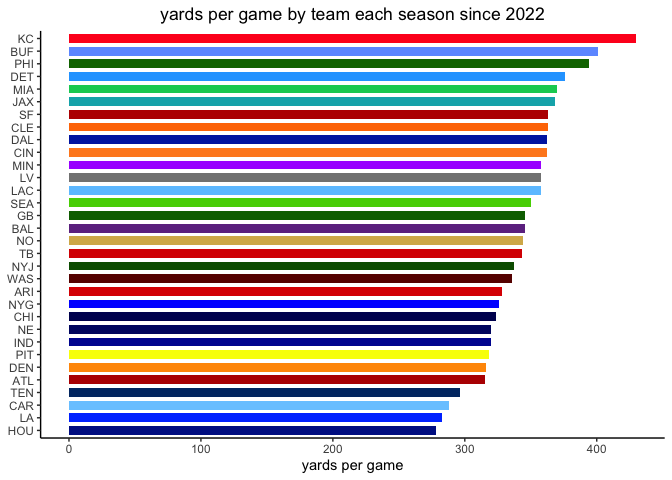 yards per game by team each season since 2022
KC
BUF
PHI
DET
MIA
JAX
SF
CLE
DAL
CIN
MIN
LV
LAC
SEA
GB
BAL
NO
TB
NYJ
WAS
ARI
NYG
CHI
NE
IND
PIT
DEN
ATL
TEN
CAR
LA
HOU
0 100 200 300 400
yards per game